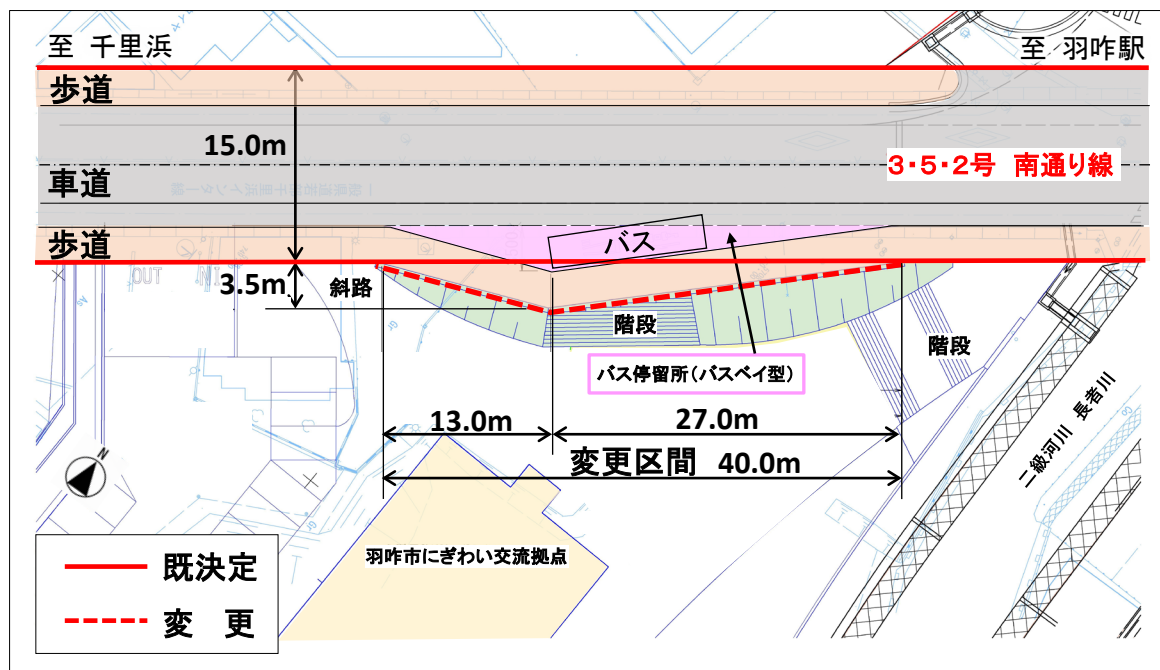 至 千里浜
至 羽咋駅
歩道
15.0m
3・5・2号 南通り線
車道
歩道
バス
OUT
IN
3.5m
斜路
階段
階段
バス停留所(バスベイ型)
13.0m
27.0m
変更区間 40.0m
二級河川 長者川
N
羽咋市にぎわい交流拠点
既決定
変 更